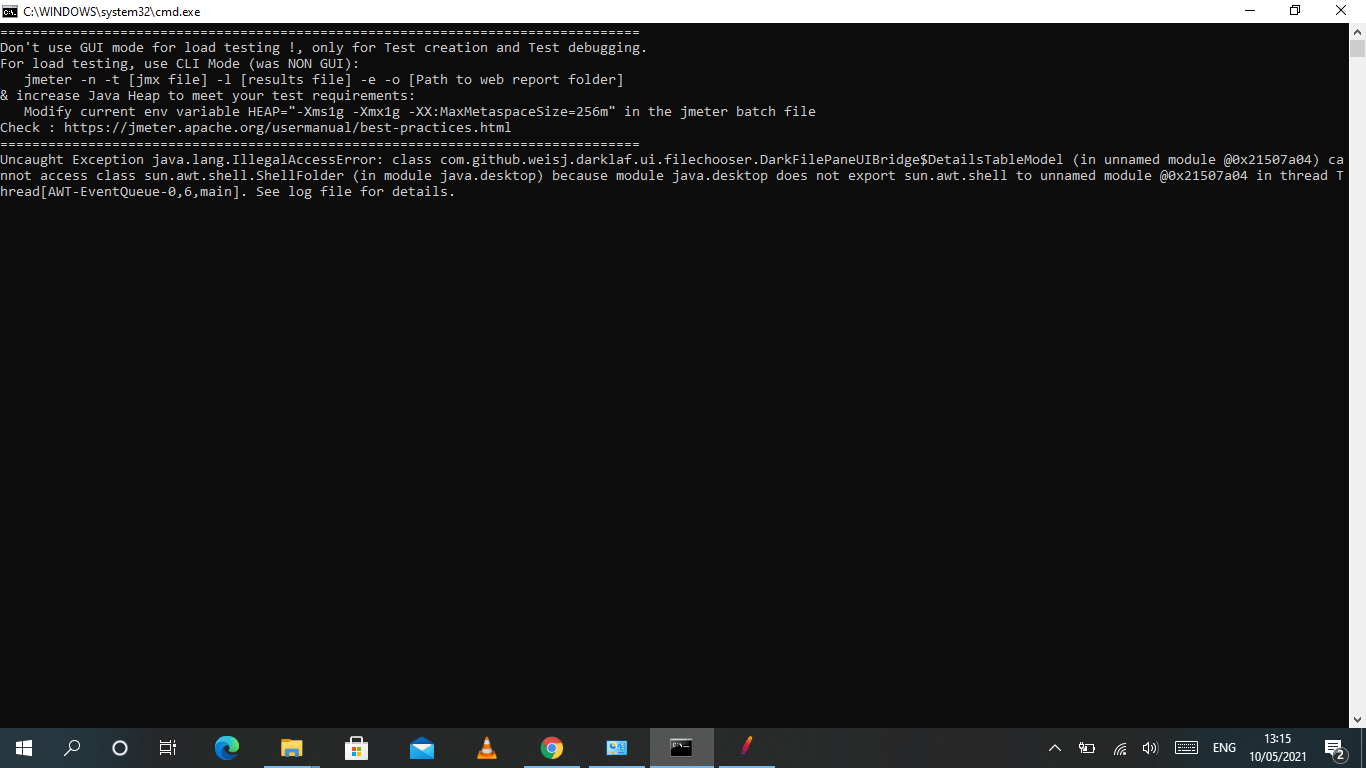 C:\WINDOWS\system32\cmd.exe
================================================================================
Don't use GUI mode for load testing !, only for Test creation and Test debugging.
For load testing, use CLI Mode (was NON GUI):
   jmeter -n -t [jmx file] -l [results file] -e -o [Path to web report folder]
& increase Java Heap to meet your test requirements:
   Modify current env variable HEAP="-Xms1g -Xmx1g -XX:MaxMetaspaceSize=256m" in the jmeter batch file
Check : https://jmeter.apache.org/usermanual/best-practices.html
================================================================================
Uncaught Exception java.lang.IllegalAccessError: class com.github.weisj.darklaf.ui.filechooser.DarkFilePaneUIBridge$DetailsTableModel (in unnamed module @0x21507a04) ca
nnot access class sun.awt.shell.ShellFolder (in module java.desktop) because module java.desktop does not export sun.awt.shell to unnamed module @0x21507a04 in thread T
hread[AWT-EventQueue-0,6,main]. See log file for details.
ENG
13:15
10/05/2021
2